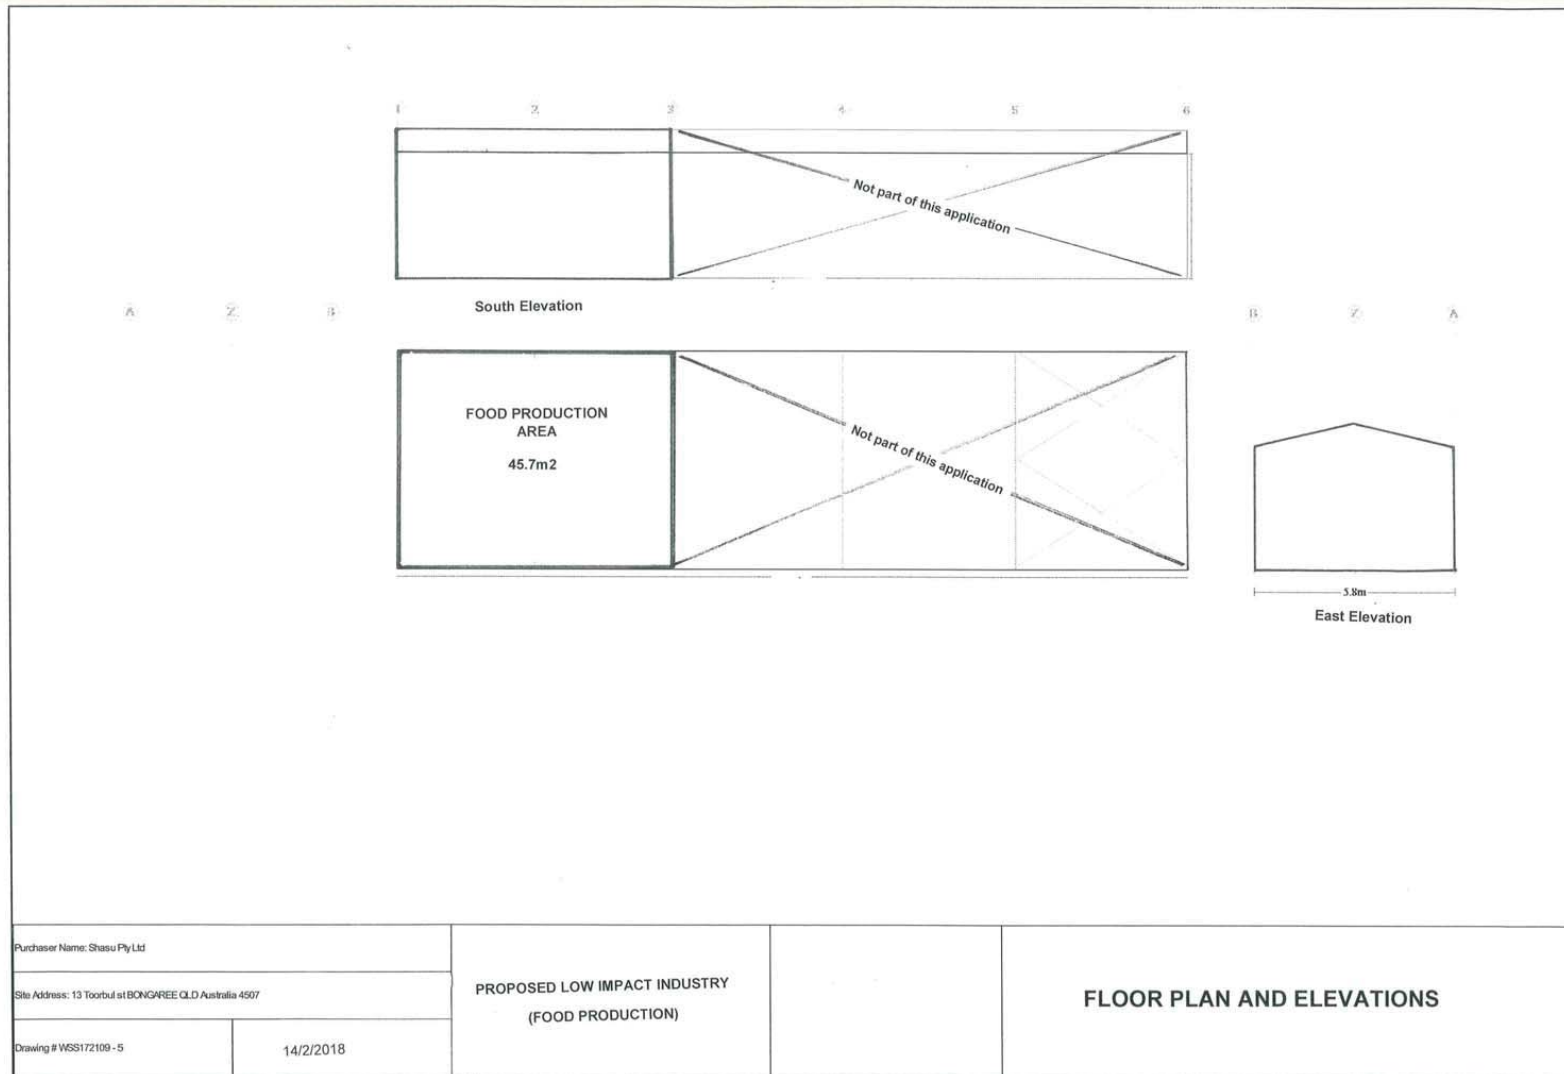 1 2 3 4 5 6
Not part of this application
South Elevation
A 2 B
B 2 A
FOOD PRODUCTION
AREA
45.7m2
Not part of this application
5.8m
East Elevation
Purchaser Name: Shasu Pty Ltd
Site Address: 13 Toorbul st BONGAREE QLD Australia 4507
Drawing # WSS172109 - 5
14/2/2018
PROPOSED LOW IMPACT INDUSTRY
(FOOD PRODUCTION)
FLOOR PLAN AND ELEVATIONS